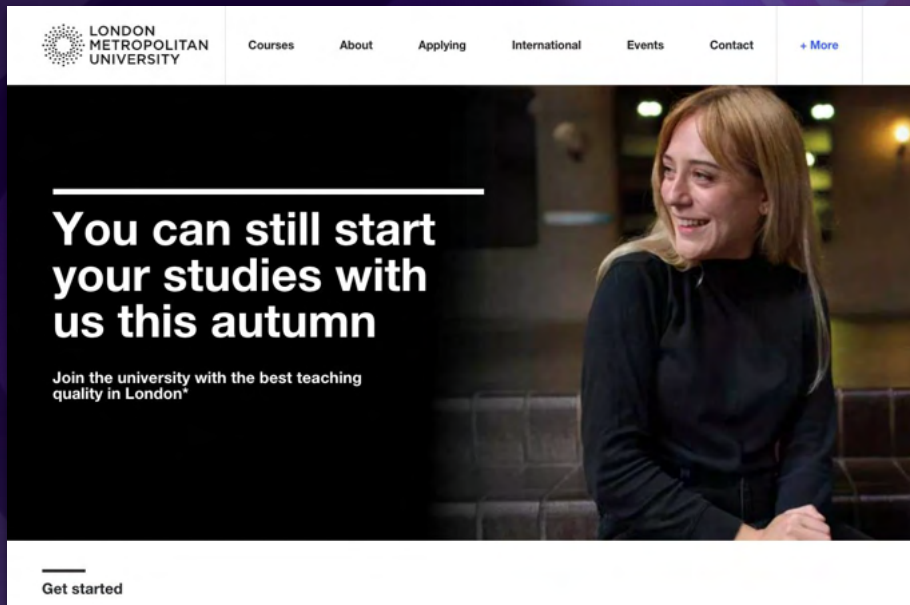 LONDON
METROPOLITAN
UNIVERSITY
Courses
About
Applying
International
Events
Contact
+ More
You can still start
your studies with
us this autumn
Join the university with the best teaching
quality in London*
Get started